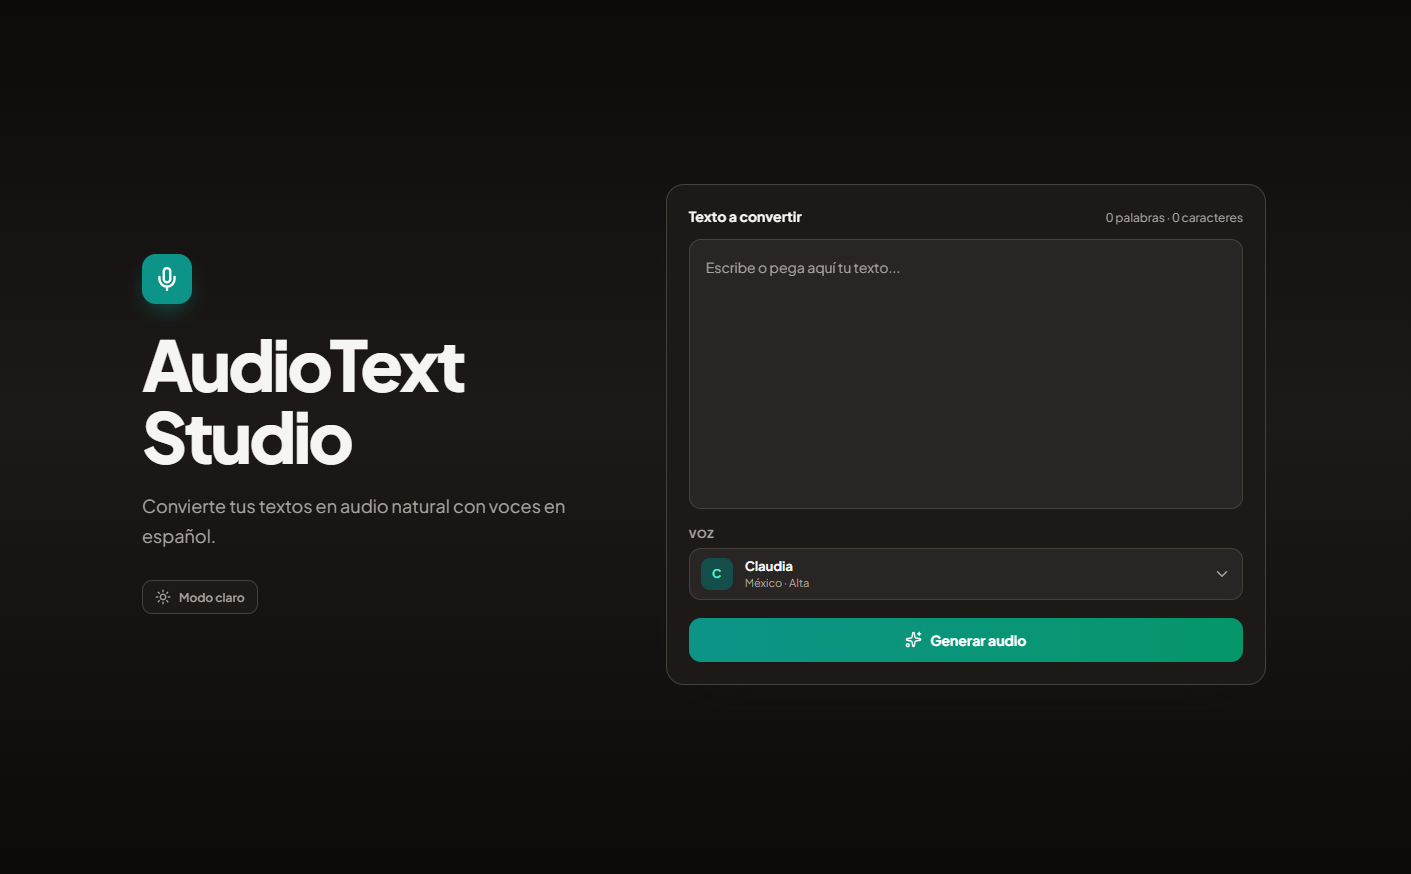 AudioText
Studio
Convierte tus textos en audio natural con voces en
español.
Modo claro
Texto a convertir
0 palabras · 0 caracteres
Escribe o pega aquí tu texto...
VOZ
C
Claudia
México · Alta
Generar audio